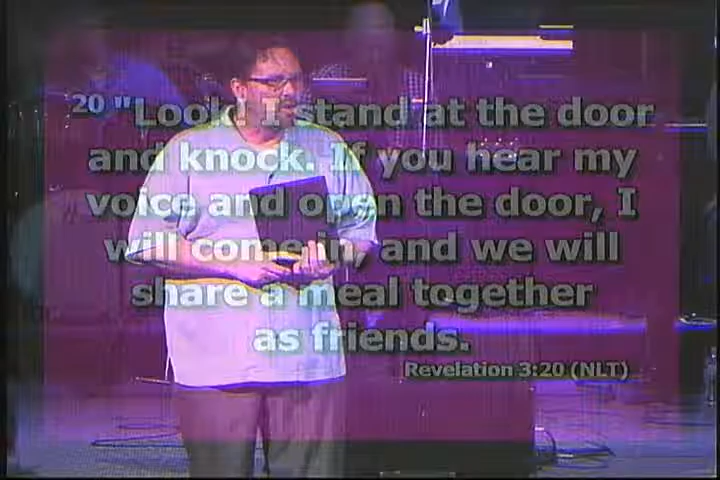 20 "Look! I stand at the door
and knock. If you hear my
voice and open the door, I
will come in, and we will
share a meal together
as friends.
Revelation 3:20 (NLT)